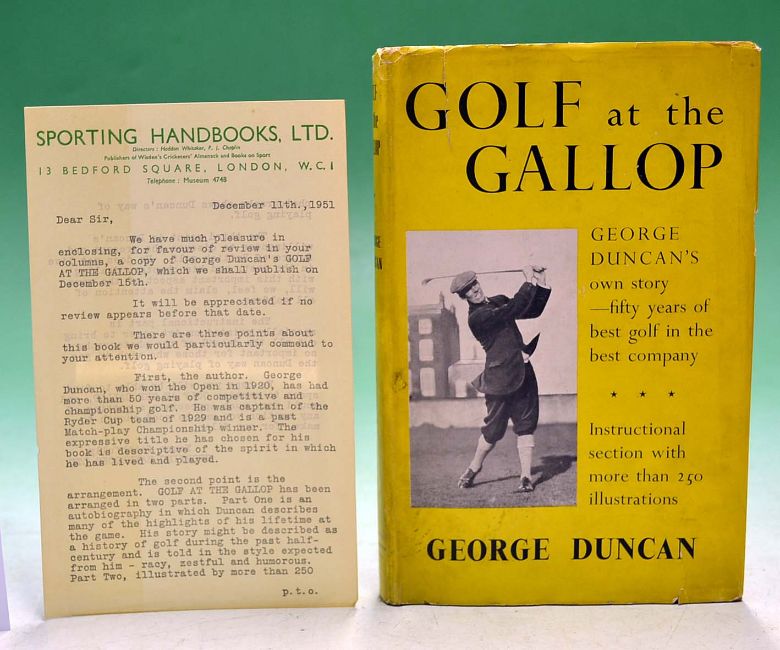 SPORTING HANDBOOKS, LTD.
Directors: Haddon Whitaker, F. J. Chaplin
Publishers of Wisden's Cricketers' Almanack and Books on Sport
13 BEDFORD SQUARE, LONDON, W.C.1
Telephone: Museum 4748
December 11th., 1951
Dear Sir,
We have much pleasure in
enclosing, for favour of review in your
columns, a copy of George Duncan's GOLF
AT THE GALLOP, which we shall publish on
December 15th.
It will be appreciated if no
review appears before that date.
There are three points about
this book we would particularly commend to
your attention.
First, the author. George
Duncan, who won the Open in 1920, has had
more than 50 years of competitive and
championship golf. He was captain of the
Ryder Cup team of 1929 and is a past
Match-play Championship winner. The
expressive title he has chosen for his
book is descriptive of the spirit in which
he has lived and played.
The second point is the
arrangement. GOLF AT THE GALLOP has been
arranged in two parts. Part One is an
autobiography in which Duncan describes
many of the highlights of his lifetime at
the game. His story might be described as
a history of golf during the past half-
century and is told in the style expected
from him - racy, zestful and humorous.
Part Two, illustrated by more than 250
p.t.o.
GOLF at the
GALLOP
GEORGE
DUNCAN'S
own story
—fifty years of
best golf in the
best company
★ ★ ★
Instructional
section with
more than 250
illustrations
GEORGE DUNCAN